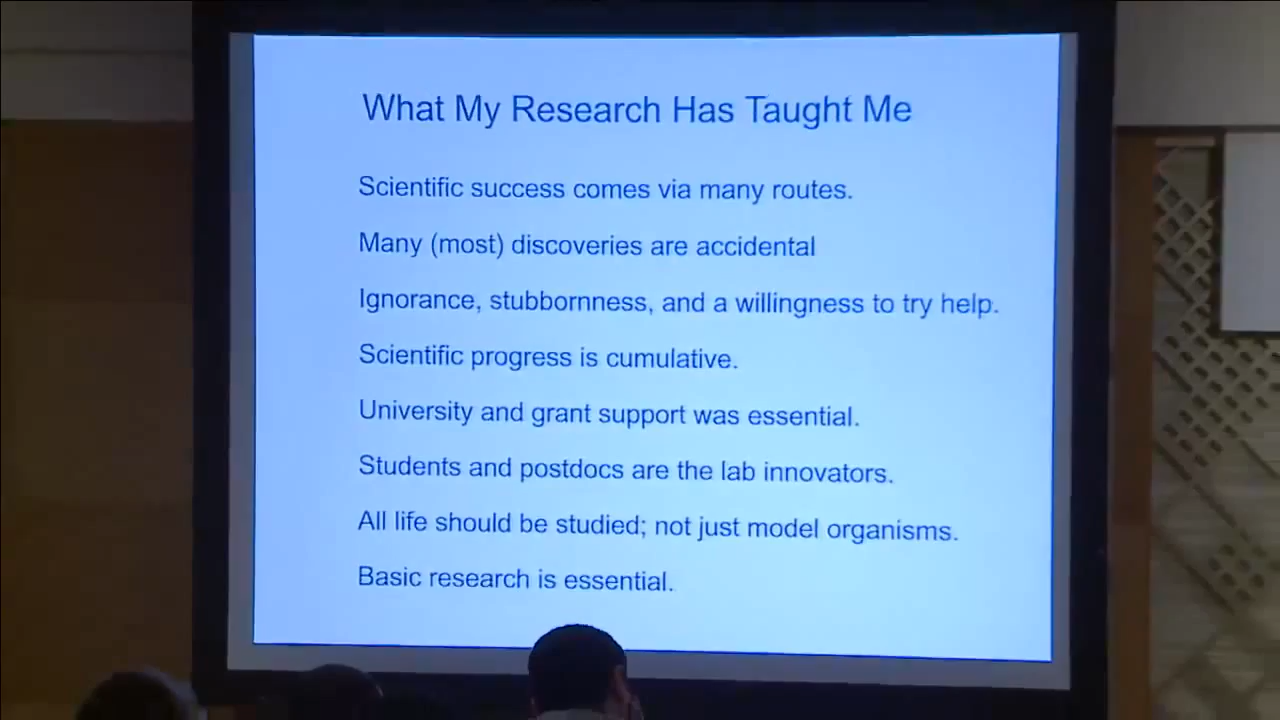 What My Research Has Taught Me
Scientific success comes via many routes.
Many (most) discoveries are accidental
Ignorance, stubbornness, and a willingness to try help.
Scientific progress is cumulative.
University and grant support was essential.
Students and postdocs are the lab innovators.
All life should be studied; not just model organisms.
Basic research is essential.